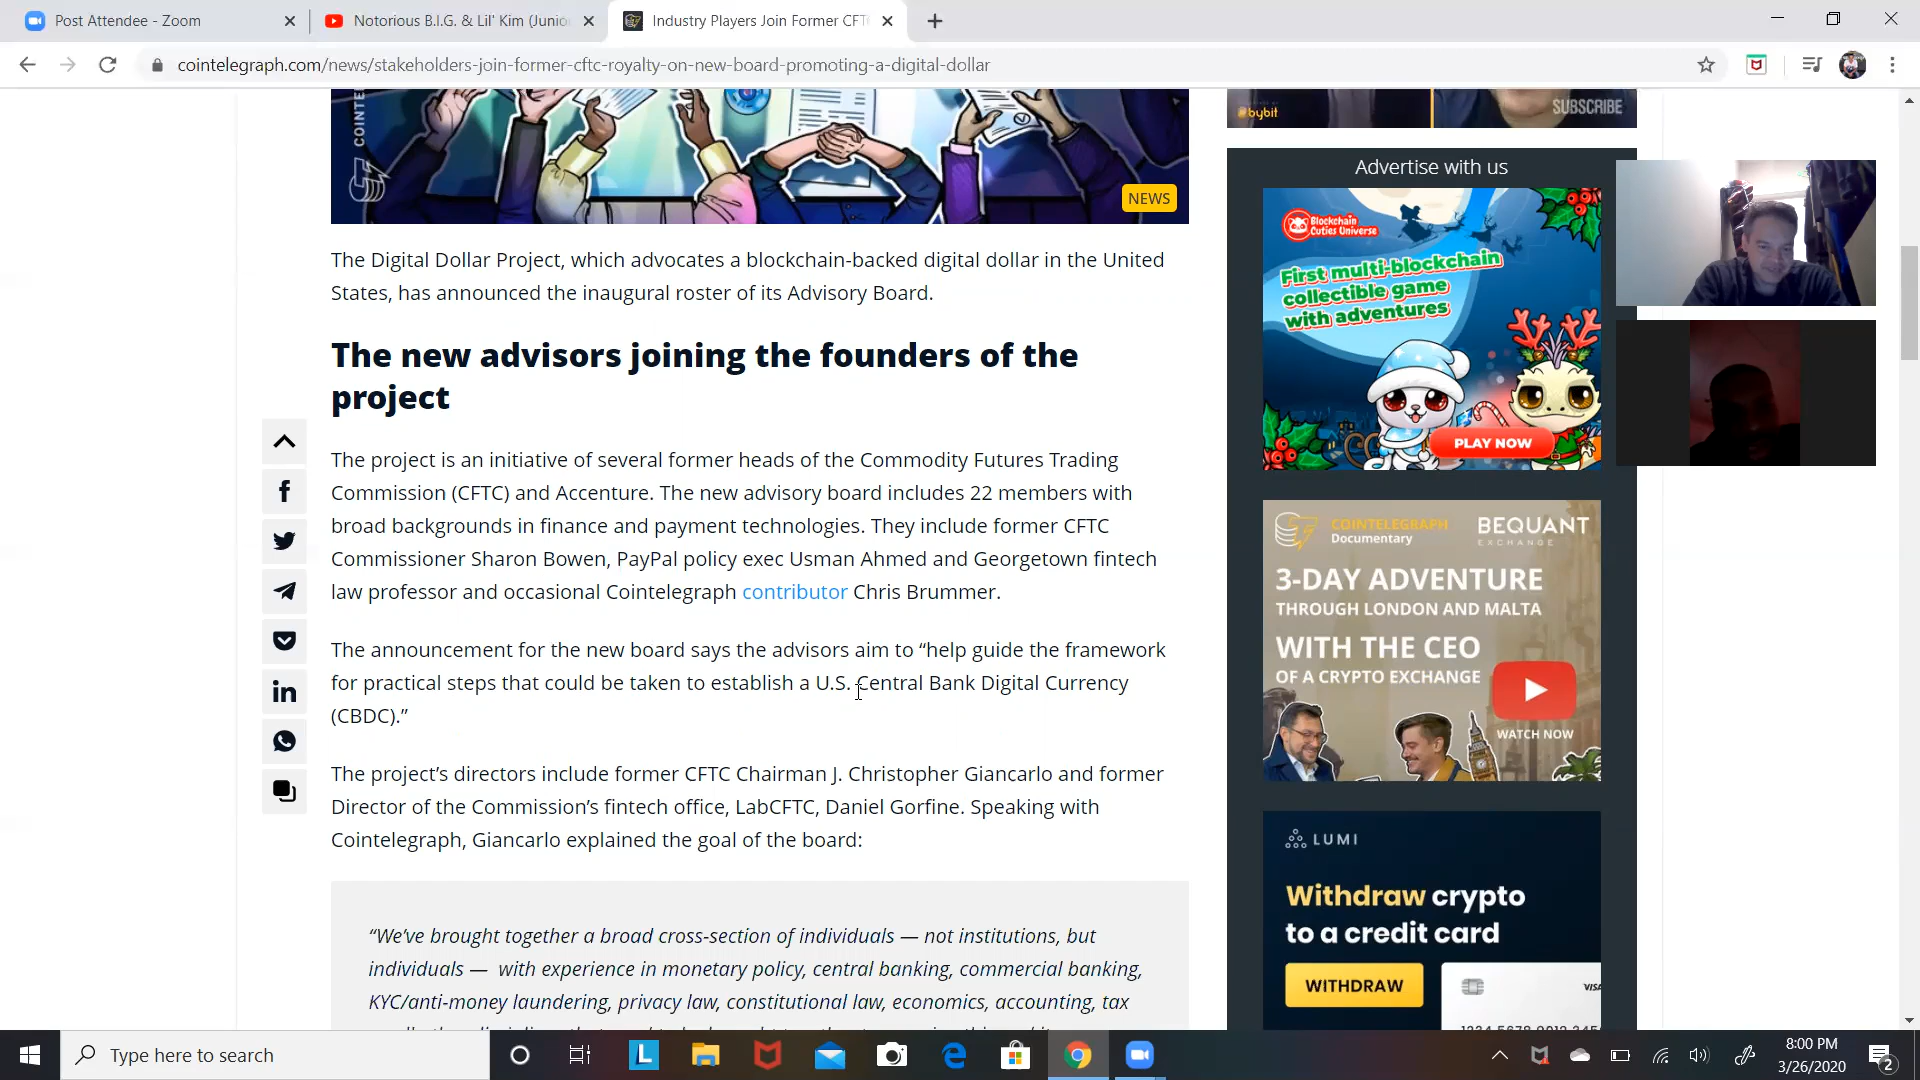 Post Attendee - Zoom
Notorious B.I.G. & Lil' Kim (Junio
Industry Players Join Former CFT
cointelegraph.com/news/stakeholders-join-former-cftc-royalty-on-new-board-promoting-a-digital-dollar
COINTE
NEWS
bybit
SUBSCRIBE
The Digital Dollar Project, which advocates a blockchain-backed digital dollar in the United
States, has announced the inaugural roster of its Advisory Board.
The new advisors joining the founders of the
project
The project is an initiative of several former heads of the Commodity Futures Trading
Commission (CFTC) and Accenture. The new advisory board includes 22 members with
broad backgrounds in finance and payment technologies. They include former CFTC
Commissioner Sharon Bowen, PayPal policy exec Usman Ahmed and Georgetown fintech
law professor and occasional Cointelegraph contributor Chris Brummer.
The announcement for the new board says the advisors aim to “help guide the framework
for practical steps that could be taken to establish a U.S. Central Bank Digital Currency
(CBDC).”
The project’s directors include former CFTC Chairman J. Christopher Giancarlo and former
Director of the Commission’s fintech office, LabCFTC, Daniel Gorfine. Speaking with
Cointelegraph, Giancarlo explained the goal of the board:
“We’ve brought together a broad cross-section of individuals — not institutions, but
individuals — with experience in monetary policy, central banking, commercial banking,
KYC/anti-money laundering, privacy law, constitutional law, economics, accounting, tax
Advertise with us
Blockchain
Cuties Universe
First multi-blockchain
collectible game
with adventures
PLAY NOW
COINTELEGRAPH
Documentary
BEQUANT
EXCHANGE
3-DAY ADVENTURE
THROUGH LONDON AND MALTA
WITH THE CEO
OF A CRYPTO EXCHANGE
WATCH NOW
LUMI
Withdraw crypto
to a credit card
WITHDRAW
VISA
Type here to search
8:00 PM
3/26/2020
2